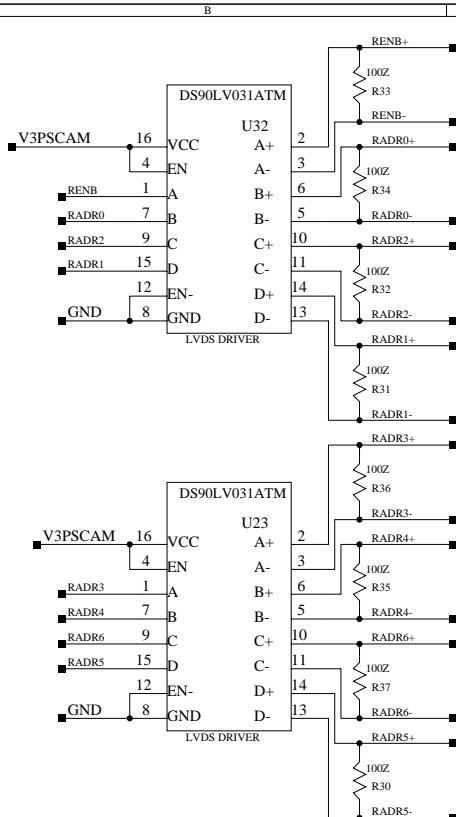 B
RENB+
100Z
R33
DS90LV031ATM
U32
V3PSCAM 16 VCC A+ 2
4 EN A- 3 RENB-
RADR0+
RENB 1 A B+ 6
100Z
R34
RADR0 7 B B- 5 RADR0-
RADR2 9 C C+ 10 RADR2+
RADR1 15 D C- 11
100Z
12 EN- D+ 14
R32
GND 8 GND D- 13 RADR2-
LVDS DRIVER
RADR1+
100Z
R31
RADR1-
RADR3+
100Z
R36
DS90LV031ATM
RADR3-
U23
V3PSCAM 16 VCC A+ 2
RADR4+
4 EN A- 3
100Z
RADR3 1 A B+ 6
R35
RADR4 7 B B- 5 RADR4-
RADR6 9 C C+ 10 RADR6+
RADR5 15 D C- 11
100Z
12 EN- D+ 14
R37
GND 8 GND D- 13 RADR6-
LVDS DRIVER
RADR5+
100Z
R30
RADR5-